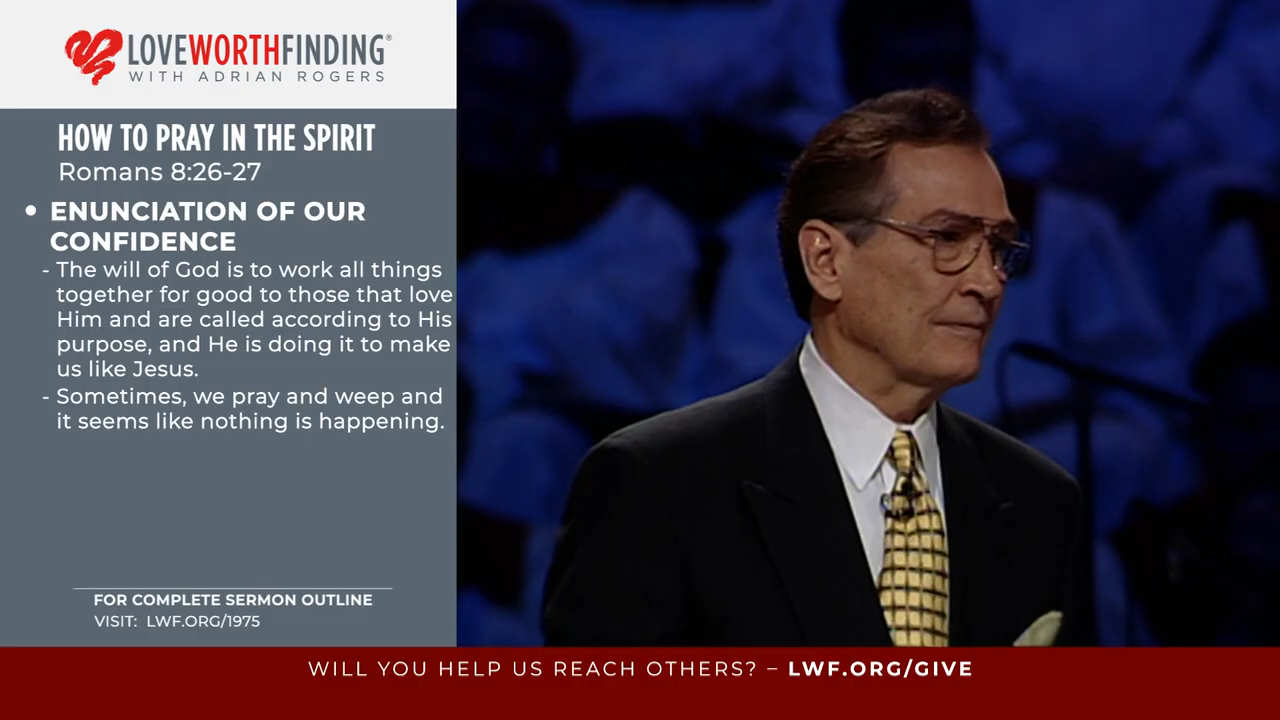 LOVEWORTHFINDING®
WITH ADRIAN ROGERS
HOW TO PRAY IN THE SPIRIT
Romans 8:26-27
• ENUNCIATION OF OUR
CONFIDENCE
- The will of God is to work all things
together for good to those that love
Him and are called according to His
purpose, and He is doing it to make
us like Jesus.
- Sometimes, we pray and weep and
it seems like nothing is happening.
FOR COMPLETE SERMON OUTLINE
VISIT: LWF.ORG/1975
WILL YOU HELP US REACH OTHERS? – LWF.ORG/GIVE